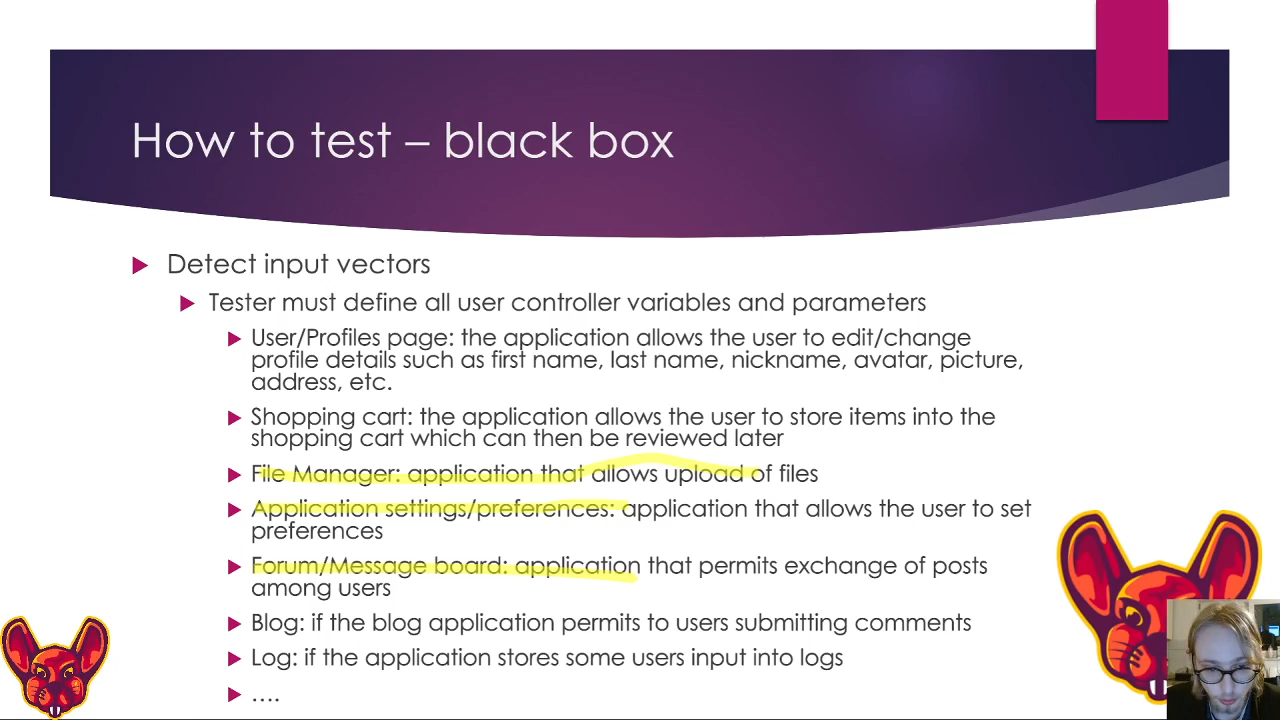 How to test – black box
Detect input vectors
Tester must define all user controller variables and parameters
User/Profiles page: the application allows the user to edit/change
profile details such as first name, last name, nickname, avatar, picture,
address, etc.
Shopping cart: the application allows the user to store items into the
shopping cart which can then be reviewed later
File Manager: application that allows upload of files
Application settings/preferences: application that allows the user to set
preferences
Forum/Message board: application that permits exchange of posts
among users
Blog: if the blog application permits to users submitting comments
Log: if the application stores some users input into logs
….